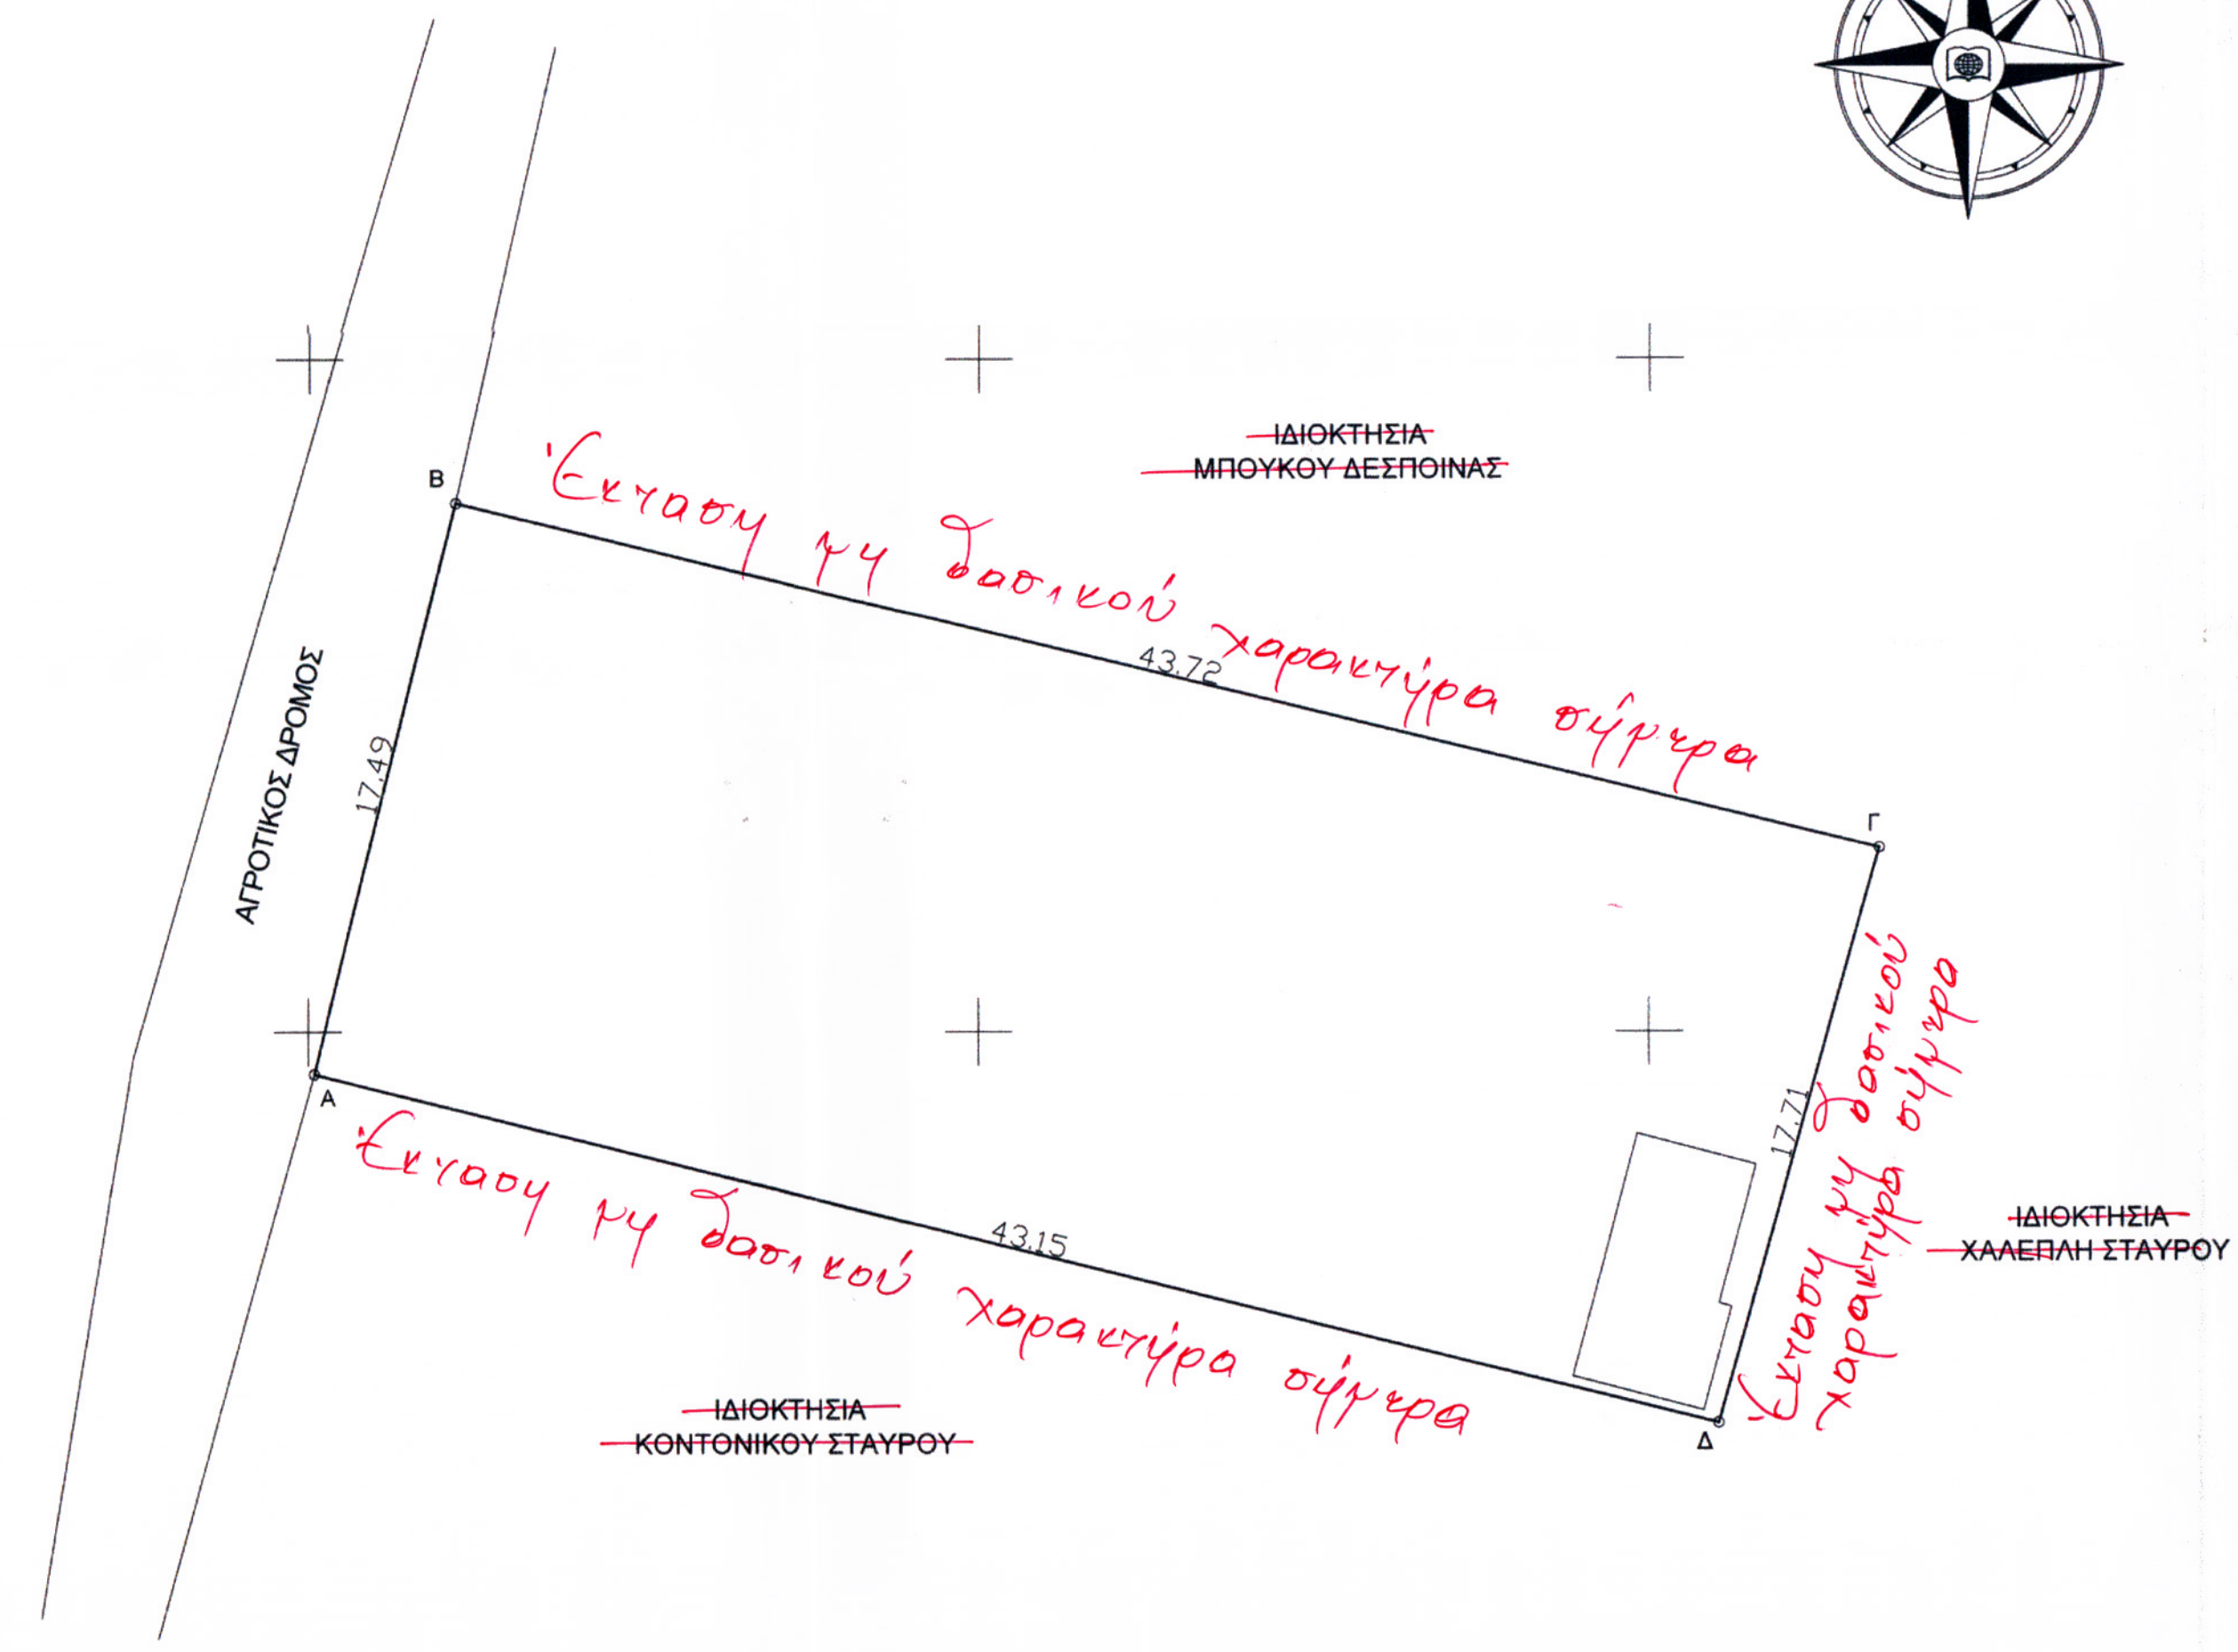 ΙΔΙΟΚΤΗΣΙΑ
ΜΠΟΥΚΟΥ ΔΕΣΠΟΙΝΑΣ
Β
Έκταση μη δασικού χαρακτήρα σήμερα
43.72
Γ
ΑΓΡΟΤΙΚΟΣ ΔΡΟΜΟΣ
17.49
Α
Έκταση μη δασικού χαρακτήρα σήμερα
43.15
17.71
Έκταση μη δασικού
χαρακτήρα σήμερα
ΙΔΙΟΚΤΗΣΙΑ
ΧΑΛΕΠΛΗ ΣΤΑΥΡΟΥ
ΙΔΙΟΚΤΗΣΙΑ
ΚΟΝΤΟΝΙΚΟΥ ΣΤΑΥΡΟΥ
Δ